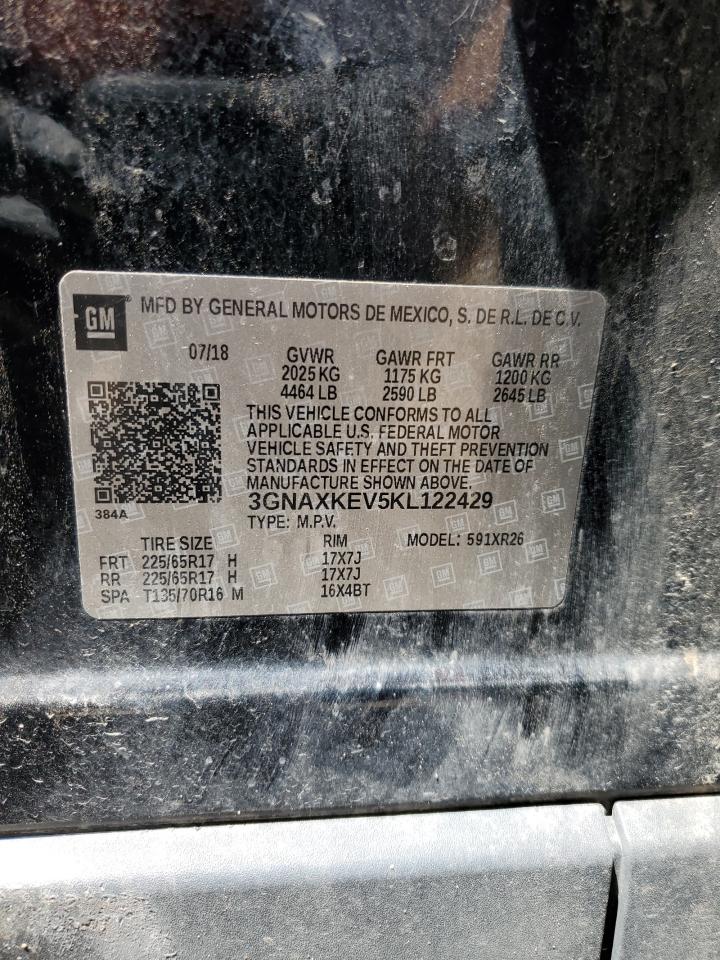 GM MFD BY GENERAL MOTORS DE MEXICO, S. DE R.L. DE C.V.
07/18 GVWR GAWR FRT GAWR RR
2025 KG 1175 KG 1200 KG
4464 LB 2590 LB 2645 LB
THIS VEHICLE CONFORMS TO ALL
APPLICABLE U.S. FEDERAL MOTOR
VEHICLE SAFETY AND THEFT PREVENTION
STANDARDS IN EFFECT ON THE DATE OF
MANUFACTURE SHOWN ABOVE.
384A 3GNAXKEV5KL122429
TYPE: M.P.V.
TIRE SIZE RIM MODEL: 591XR26
FRT 225/65R17 H 17X7J
RR 225/65R17 H 17X7J
SPA T135/70R16 M 16X4BT